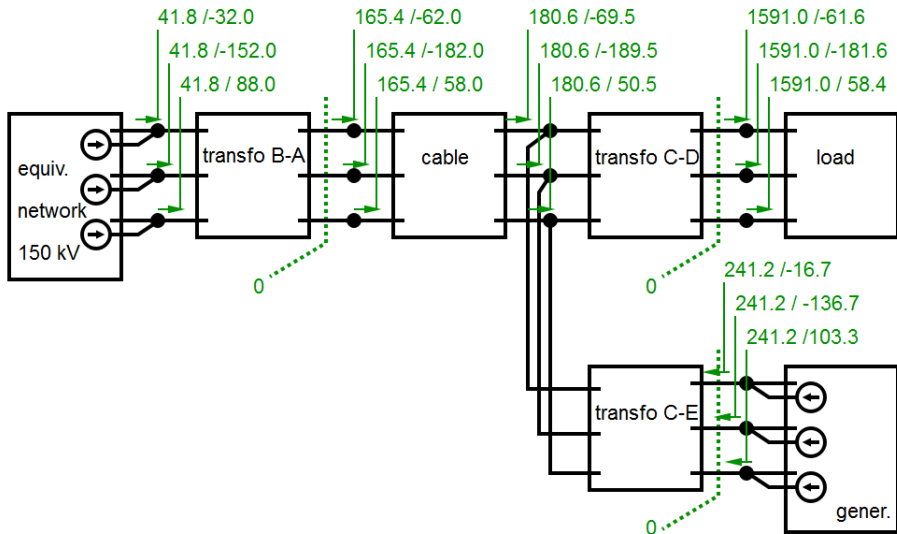 41.8 /-32.0
165.4 /-62.0
180.6 /-69.5
1591.0 /-61.6
41.8 /-152.0
165.4 /-182.0
180.6 /-189.5
1591.0 /-181.6
41.8 / 88.0
165.4 / 58.0
180.6 / 50.5
1591.0 / 58.4
equiv.
network
150 kV
transfo B-A
cable
transfo C-D
load
0
0
241.2 /-16.7
241.2 / -136.7
241.2 /103.3
transfo C-E
gener.
0